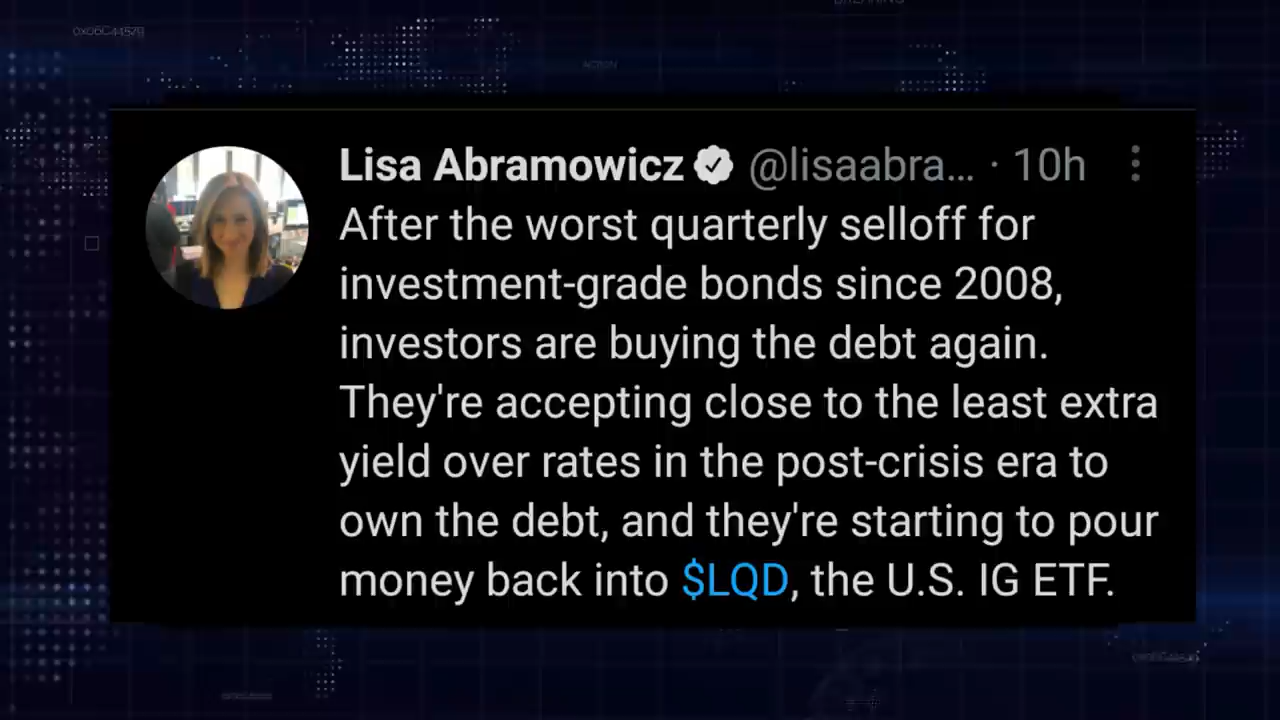 Lisa Abramowicz @lisaabra... · 10h
After the worst quarterly selloff for
investment-grade bonds since 2008,
investors are buying the debt again.
They're accepting close to the least extra
yield over rates in the post-crisis era to
own the debt, and they're starting to pour
money back into $LQD, the U.S. IG ETF.
ACTION